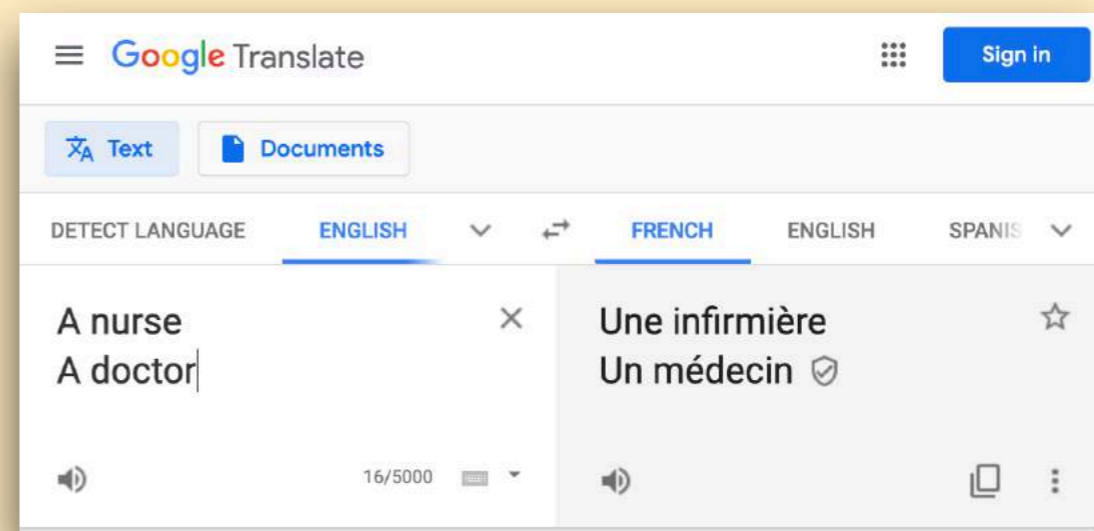 Google Translate
Sign in
Text
Documents
DETECT LANGUAGE
ENGLISH
FRENCH
ENGLISH
SPANIS
A nurse
A doctor
16/5000
Une infirmière
Un médecin